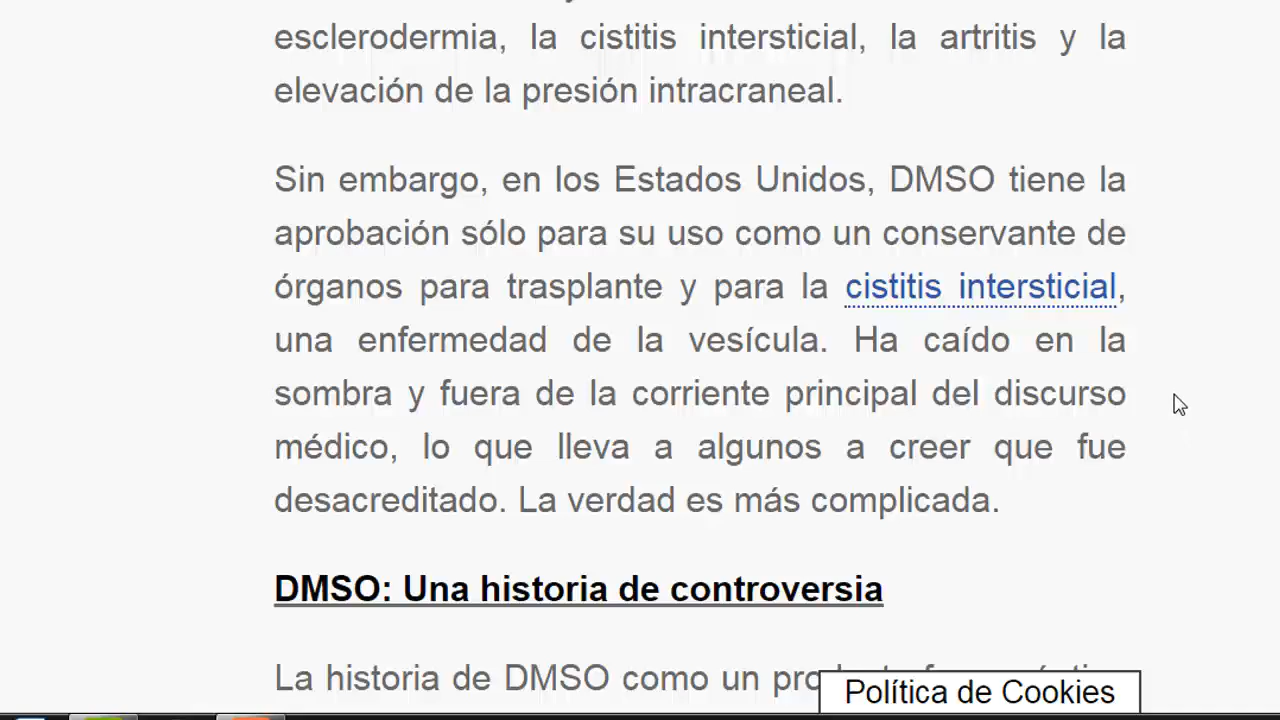 esclerodermia, la cistitis intersticial, la artritis y la
elevación de la presión intracraneal.
Sin embargo, en los Estados Unidos, DMSO tiene la
aprobación sólo para su uso como un conservante de
órganos para trasplante y para la cistitis intersticial,
una enfermedad de la vesícula. Ha caído en la
sombra y fuera de la corriente principal del discurso
médico, lo que lleva a algunos a creer que fue
desacreditado. La verdad es más complicada.
DMSO: Una historia de controversia
La historia de DMSO como un
Política de Cookies